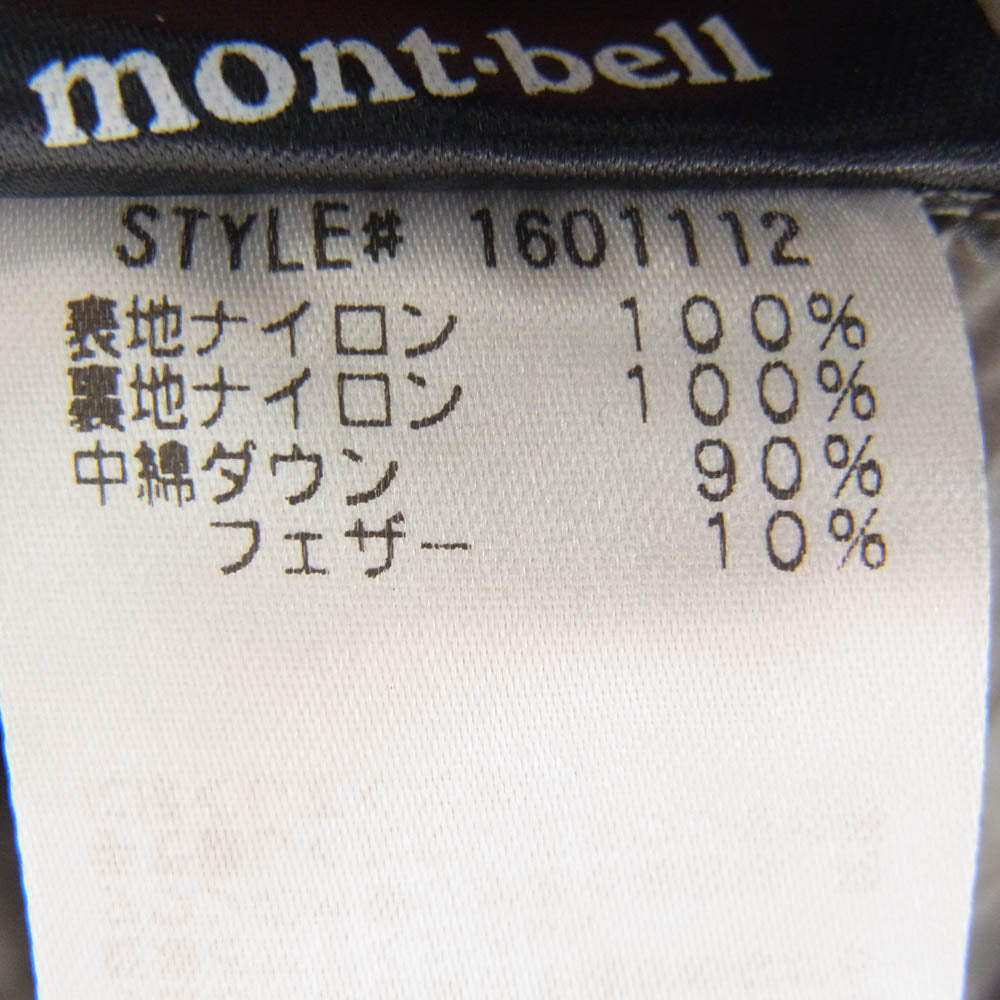 mont-bell
STYLE# 1601112
表地ナイロン 100%
裏地ナイロン 100%
中綿ダウン 90%
フェザー 10%